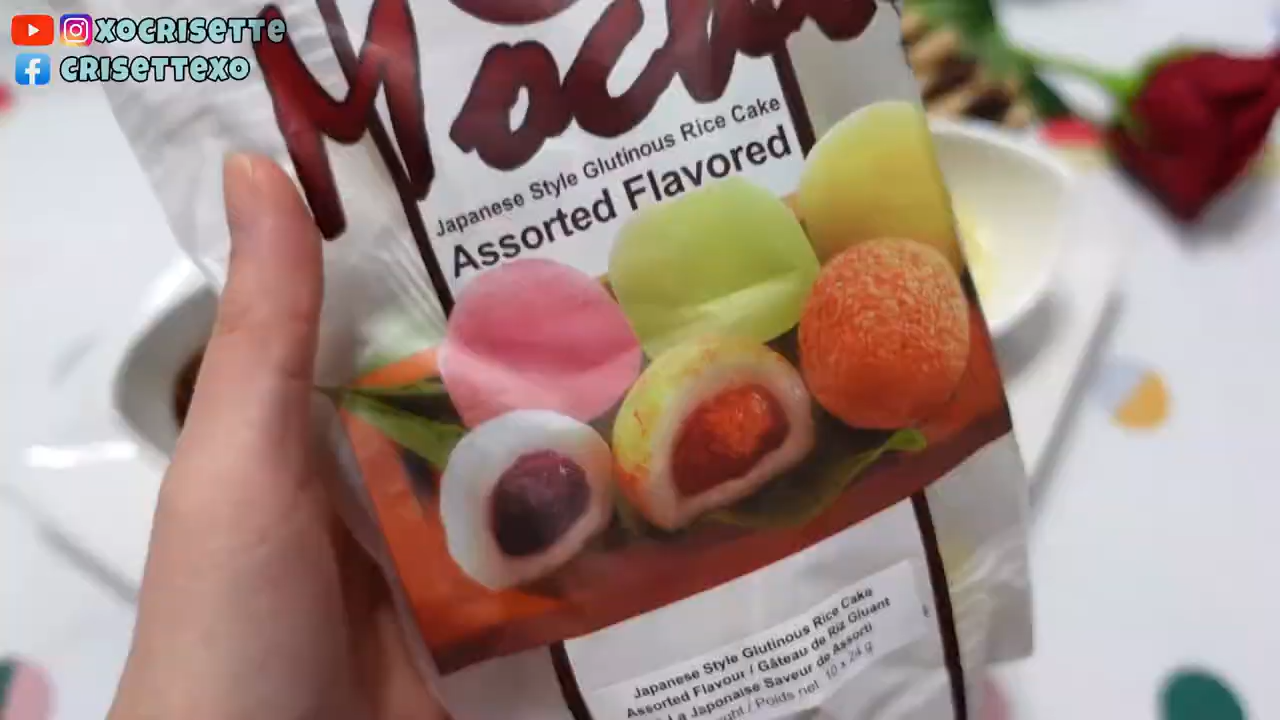 xocrisette
crisettexo
Mochi
Japanese Style Glutinous Rice Cake
Assorted Flavored
Japanese Style Glutinous Rice Cake
Assorted Flavour / Gâteau de Riz Gluant
La Japonaise Saveur de Assorti
/ Poids net 10 x 24 g